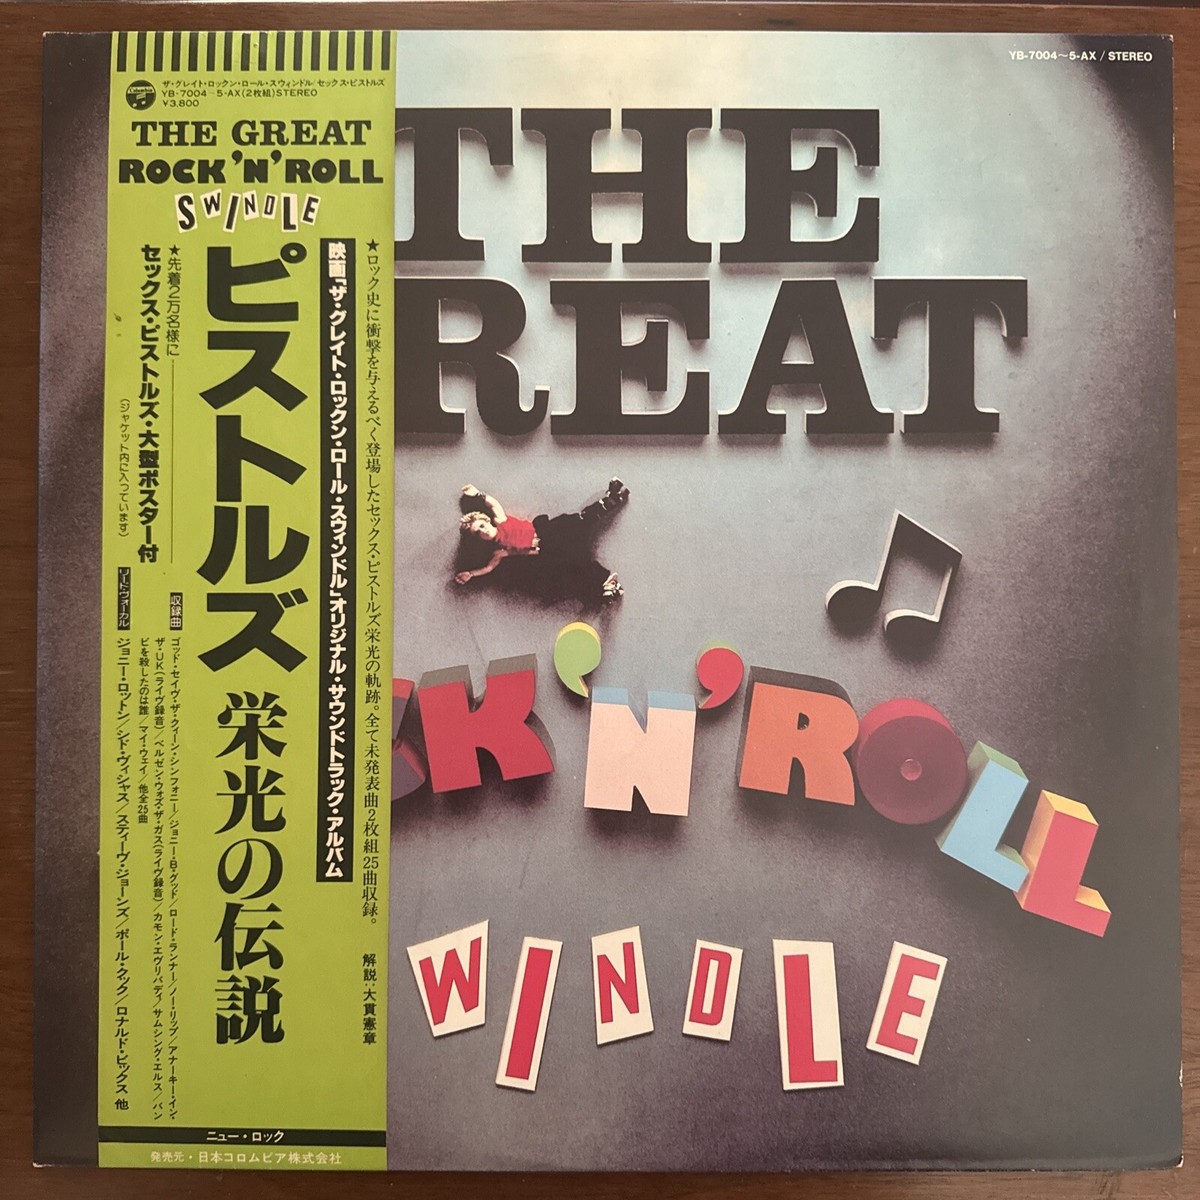 ザ・グレイト・ロックン・ロール・スウィンドル/セックス・ピストルズ
YB-7004~5-AX(2枚組)STEREO
¥3,800
Columbia
THE GREAT
ROCK 'N' ROLL
SWINDLE
★ロック史に衝撃を与えるべく登場したセックス・ピストルズ栄光の軌跡。全て未発表曲2枚組25曲収録。
解説:大貫憲章
映画「ザ・グレイト・ロックン・ロール・スウィンドル」オリジナル・サウンドトラック・アルバム
ピストルズ 栄光の伝説
★先着2万名様に
セックス・ピストルズ・大型ポスター付
(ジャケット内に入っています)
収録曲
ゴッド・セイヴ・ザ・クィーン・シンフォニー/ジョニー・B・グッド/ロード・ランナー/ノー・リップ/アナーキー・イン・
ザ・UK(ライヴ録音)/ベルゼン・ウォズ・ザ・ガス(ライヴ録音)/カモン・エヴリバディ/サムシング・エルス/バン
ビを殺したのは誰/マイ・ウェイ/他全25曲
リード・ヴォーカル
ジョニー・ロットン/シド・ヴィシャス/スティーヴ・ジョーンズ/ポール・クック/ロナルド・ビッグス 他
ニュー・ロック
発売元・日本コロムビア株式会社
YB-7004~5-AX / STEREO
THE
REAT
CK 'N' ROLL
WINDLE